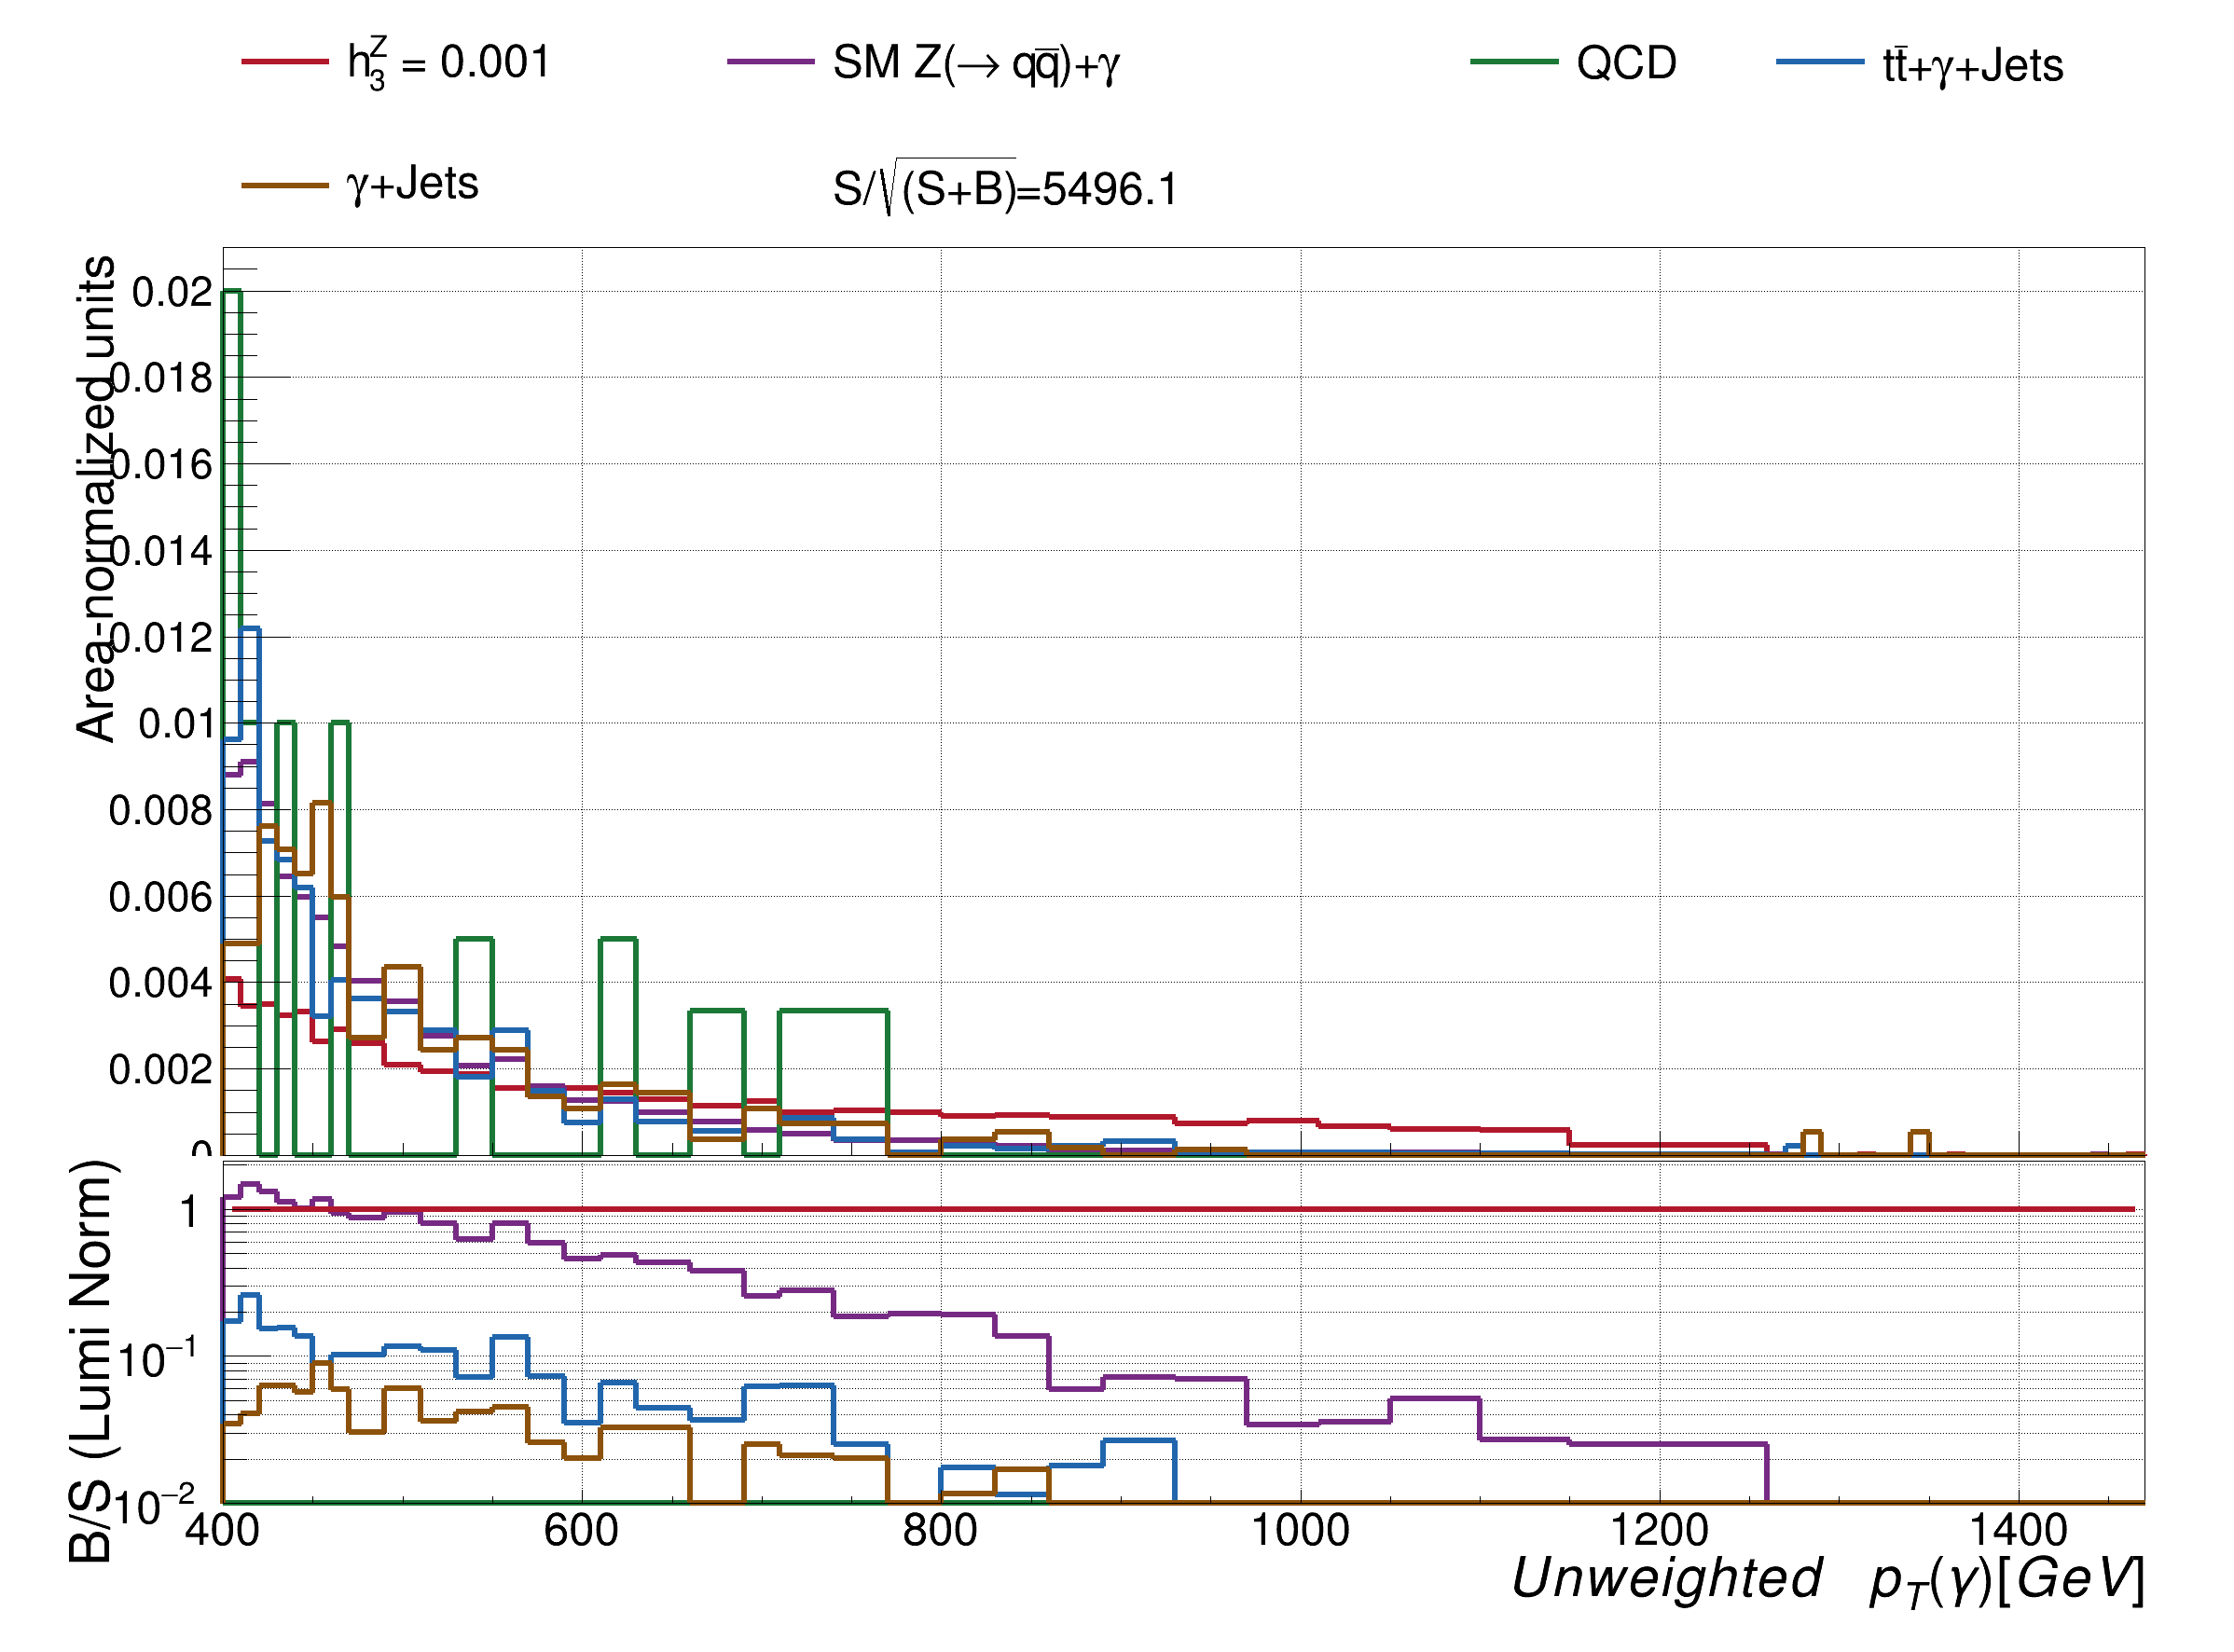 h₃ᶻ = 0.001
SM Z(→ qq̅)+γ
QCD
tt̅+γ+Jets
γ+Jets
S/√(S+B)=5496.1
Area-normalized units
0.02
0.018
0.016
0.014
0.012
0.01
0.008
0.006
0.004
0.002
0
B/S (Lumi Norm)
1
10⁻¹
10⁻²
400 600 800 1000 1200 1400
Unweighted p_T(γ)[GeV]